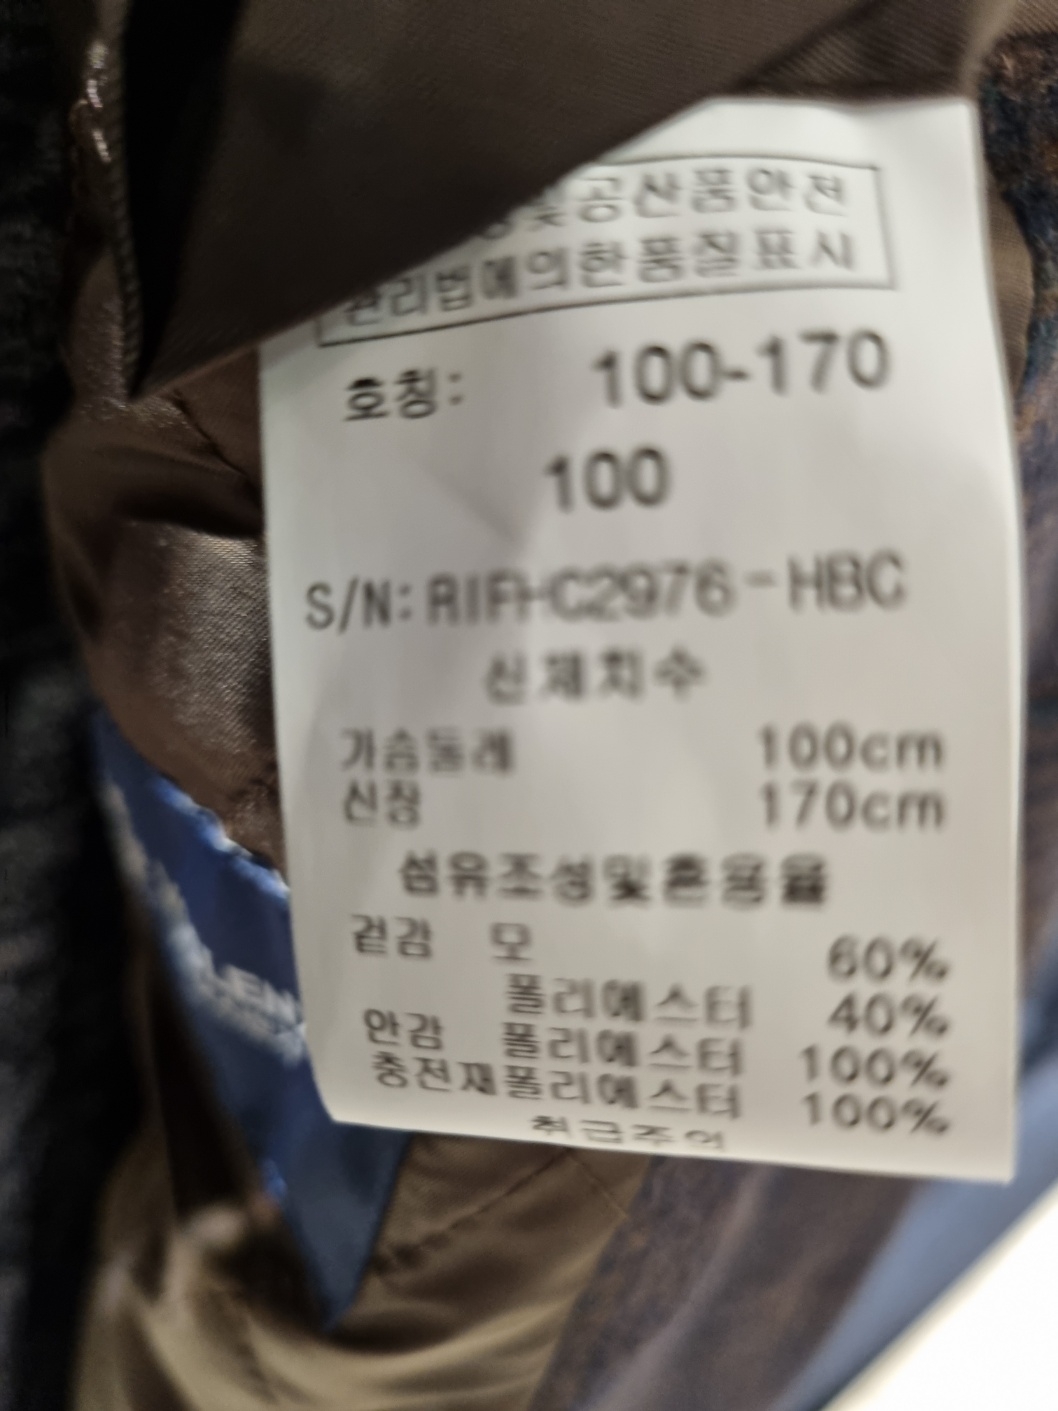 및공산품안전
관리법에의한품질표시
호칭: 100-170
100
S/N: RIFH-C2976-HBC
신체치수
가슴둘레 100cm
신장 170cm
섬유조성및혼용율
겉감 모 60%
폴리에스터 40%
안감 폴리에스터 100%
충전재폴리에스터 100%
취급주의